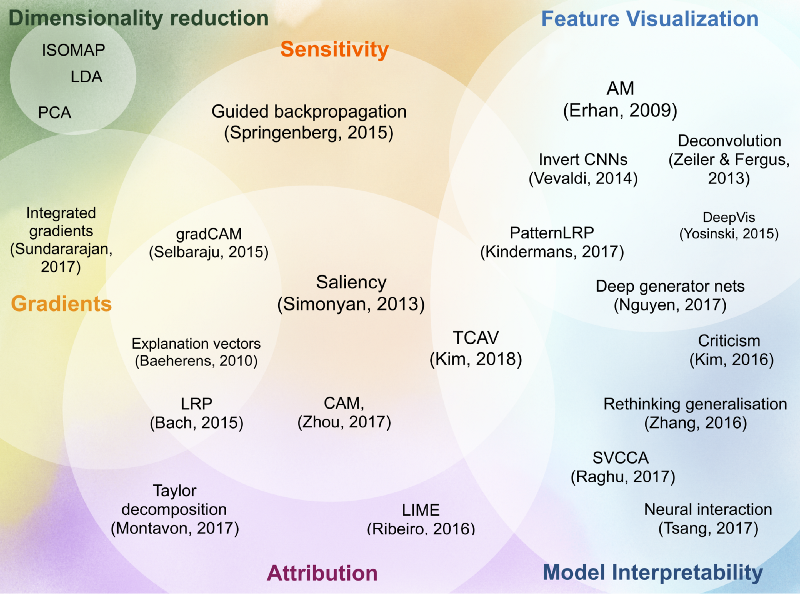 Dimensionality reduction
ISOMAP
LDA
PCA
Sensitivity
Feature Visualization
Guided backpropagation
(Springenberg, 2015)
AM
(Erhan, 2009)
Invert CNNs
(Vevaldi, 2014)
Deconvolution
(Zeiler & Fergus,
2013)
Integrated
gradients
(Sundararajan,
2017)
gradCAM
(Selbaraju, 2015)
PatternLRP
(Kindermans, 2017)
DeepVis
(Yosinski, 2015)
Gradients
Saliency
(Simonyan, 2013)
Deep generator nets
(Nguyen, 2017)
Explanation vectors
(Baeherens, 2010)
TCAV
(Kim, 2018)
Criticism
(Kim, 2016)
LRP
(Bach, 2015)
CAM,
(Zhou, 2017)
Rethinking generalisation
(Zhang, 2016)
SVCCA
(Raghu, 2017)
Taylor
decomposition
(Montavon, 2017)
LIME
(Ribeiro, 2016)
Neural interaction
(Tsang, 2017)
Attribution
Model Interpretability